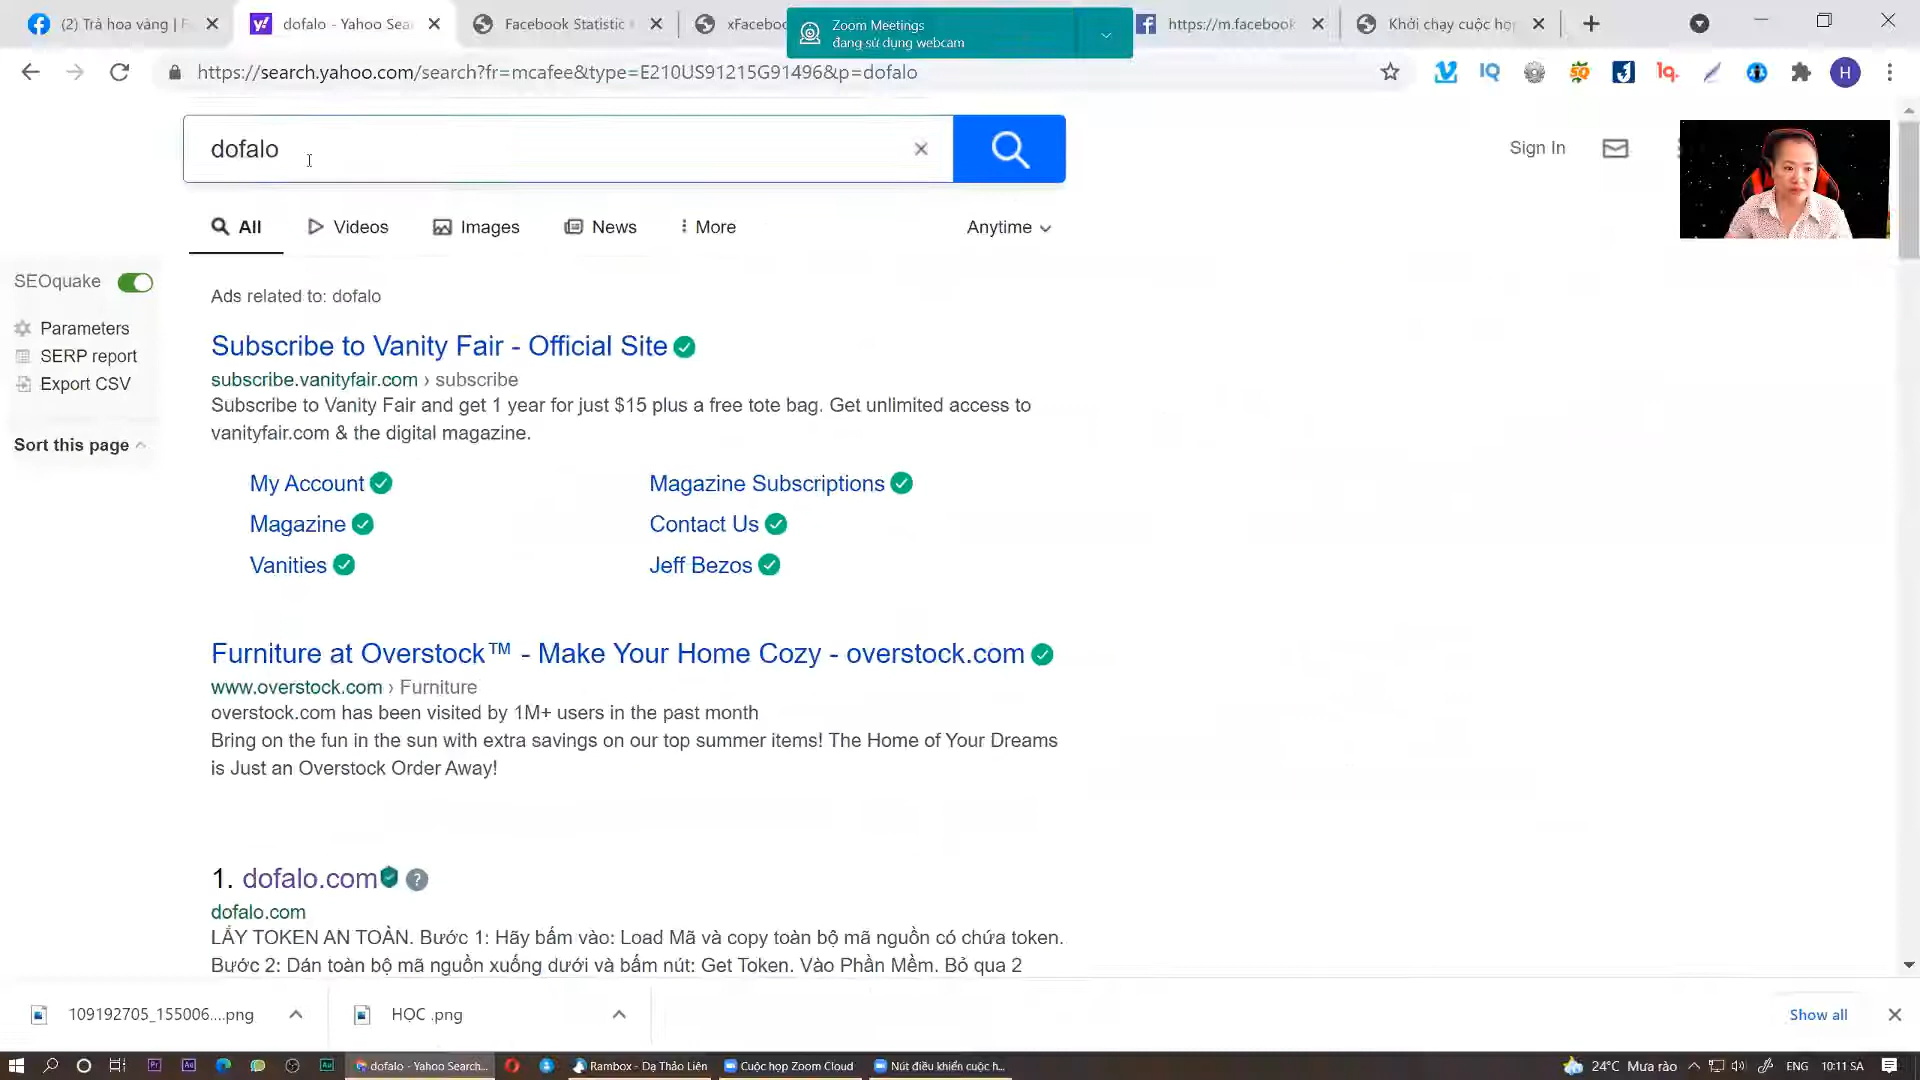 (2) Trà hoa vàng | F
dofalo - Yahoo Sea
Facebook Statistic
xFaceboo
Zoom Meetings
đang sử dụng webcam
https://m.facebook
Khởi chạy cuộc họp
https://search.yahoo.com/search?fr=mcafee&type=E210US91215G91496&p=dofalo
IQ
1q.
H
dofalo
Sign In
All
Videos
Images
News
More
Anytime
SEOquake
Parameters
SERP report
Export CSV
Sort this page
Ads related to: dofalo
Subscribe to Vanity Fair - Official Site
subscribe.vanityfair.com › subscribe
Subscribe to Vanity Fair and get 1 year for just $15 plus a free tote bag. Get unlimited access to
vanityfair.com & the digital magazine.
My Account
Magazine Subscriptions
Magazine
Contact Us
Vanities
Jeff Bezos
Furniture at Overstock™ - Make Your Home Cozy - overstock.com
www.overstock.com › Furniture
overstock.com has been visited by 1M+ users in the past month
Bring on the fun in the sun with extra savings on our top summer items! The Home of Your Dreams
is Just an Overstock Order Away!
1. dofalo.com
dofalo.com
LẤY TOKEN AN TOÀN. Bước 1: Hãy bấm vào: Load Mã và copy toàn bộ mã nguồn có chứa token.
Bước 2: Dán toàn bộ mã nguồn xuống dưới và bấm nút: Get Token. Vào Phần Mềm. Bỏ qua 2
109192705_155006....png
HỌC .png
Show all
dofalo - Yahoo Search...
Rambox - Dạ Thảo Liên
Cuộc họp Zoom Cloud
Nút điều khiển cuộc h...
24°C Mưa rào
ENG
10:11 SA